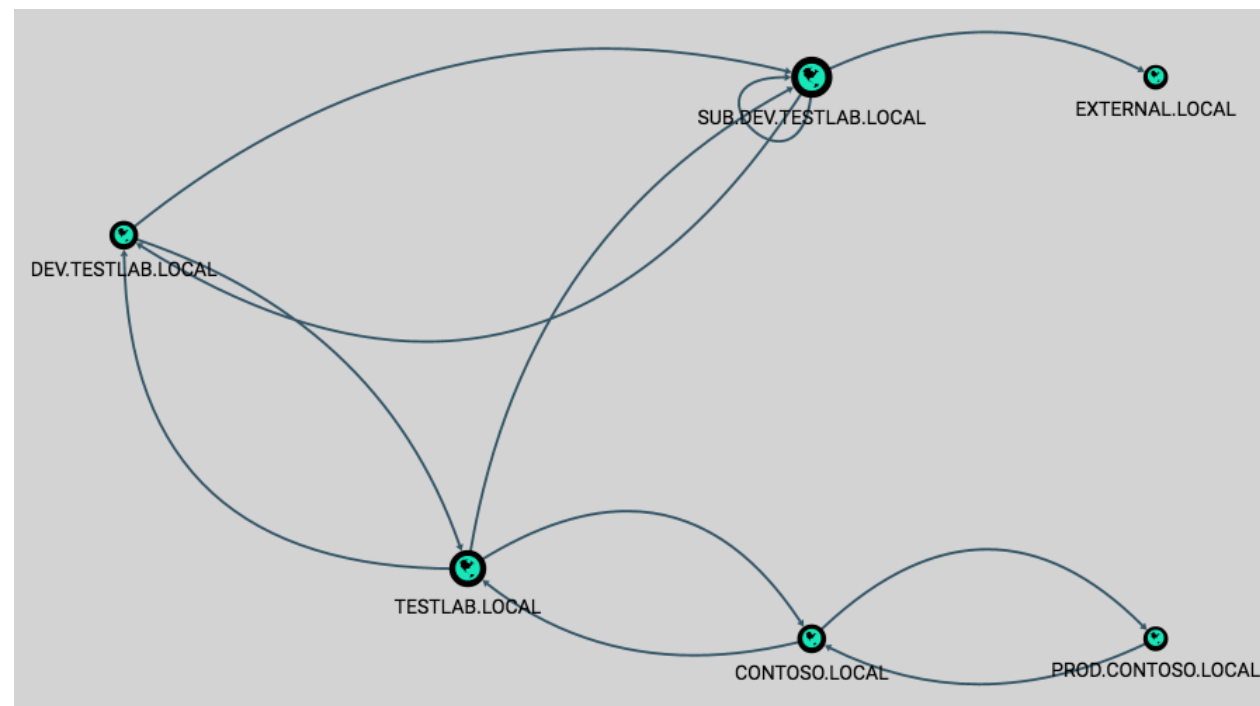 SUB.DEV.TESTLAB.LOCAL
EXTERNAL.LOCAL
DEV.TESTLAB.LOCAL
TESTLAB.LOCAL
CONTOSO.LOCAL
PROD.CONTOSO.LOCAL